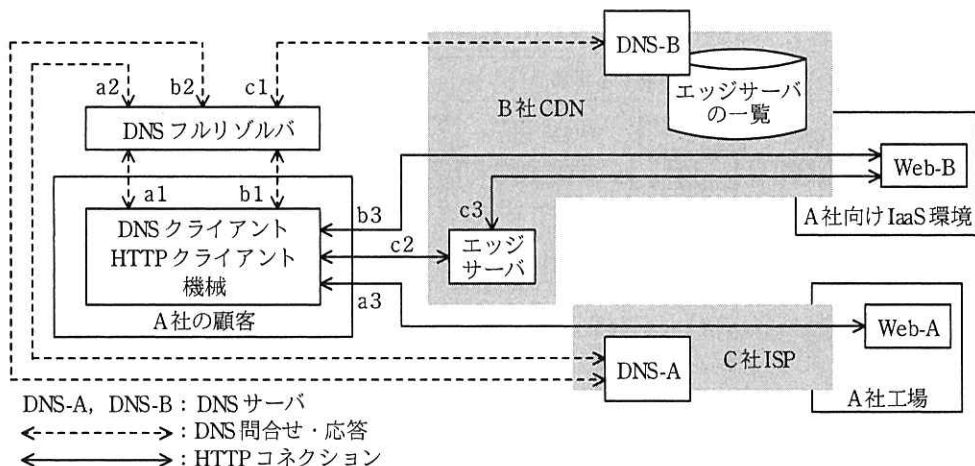 DNS-B
エッジサーバ
の一覧
B社CDN
a2
b2
c1
DNSフルリゾルバ
Web-B
A社向けIaaS環境
a1
b1
b3
c3
c2
DNSクライアント
HTTPクライアント
機械
エッジ
サーバ
a3
A社の顧客
Web-A
DNS-A
C社ISP
A社工場
DNS-A, DNS-B：DNSサーバ
：DNS問合せ・応答
：HTTPコネクション